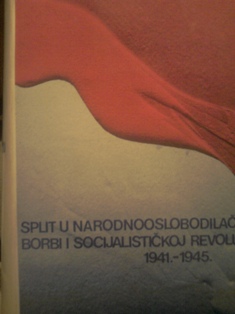 SPLIT U NARODNOOSLOBODILAČ
BORBI I SOCIJALISTIČKOJ REVOLU
1941.-1945.